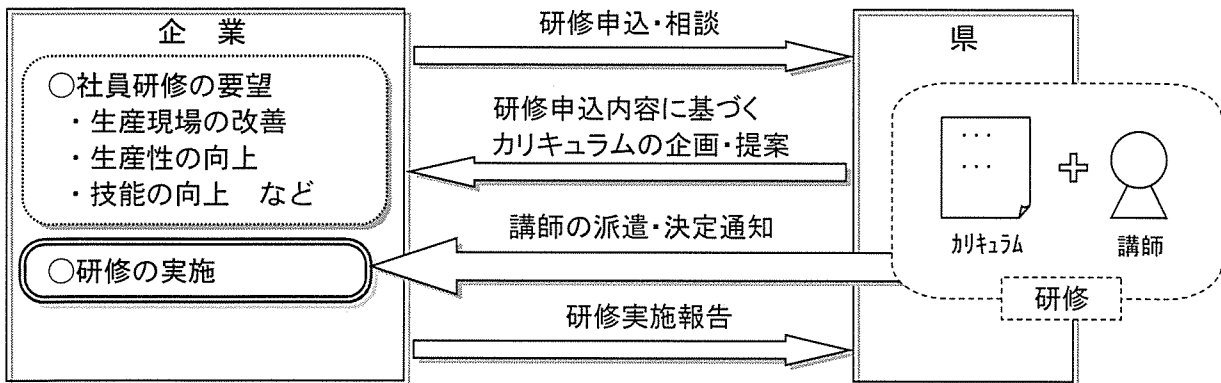 企 業
○社員研修の要望
・生産現場の改善
・生産性の向上
・技能の向上 など
○研修の実施
研修申込・相談
研修申込内容に基づく
カリキュラムの企画・提案
講師の派遣・決定通知
研修実施報告
県
カリキュラム
講師
研修